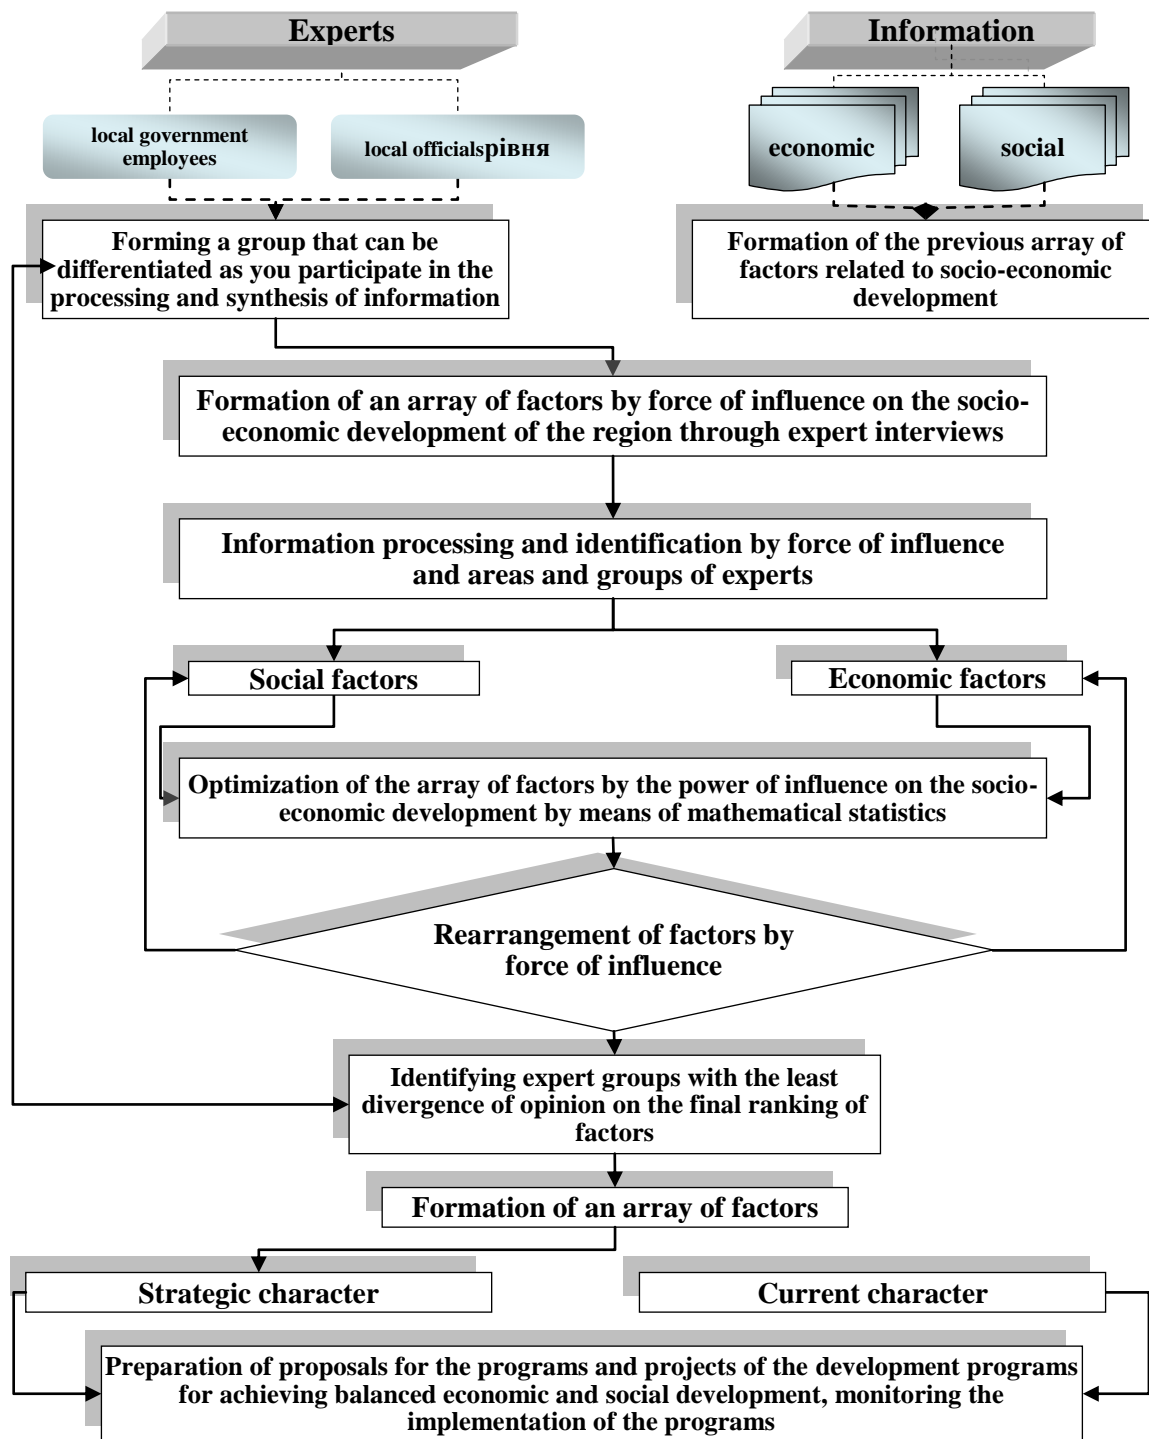 Experts
Information
local government
employees
local officialsрівня
economic
social
Forming a group that can be
differentiated as you participate in the
processing and synthesis of information
Formation of the previous array of
factors related to socio-economic
development
Formation of an array of factors by force of influence on the socio-
economic development of the region through expert interviews
Information processing and identification by force of influence
and areas and groups of experts
Social factors
Economic factors
Optimization of the array of factors by the power of influence on the socio-
economic development by means of mathematical statistics
Rearrangement of factors by
force of influence
Identifying expert groups with the least
divergence of opinion on the final ranking of
factors
Formation of an array of factors
Strategic character
Current character
Preparation of proposals for the programs and projects of the development programs
for achieving balanced economic and social development, monitoring the
implementation of the programs